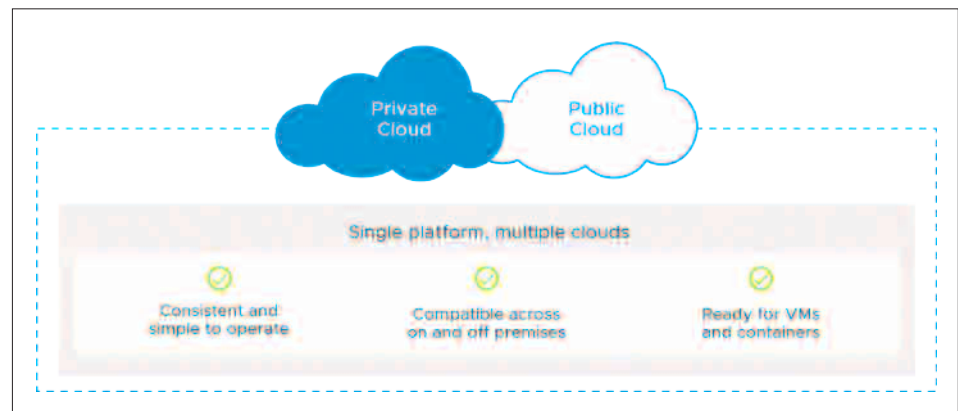 Private
Cloud
Public
Cloud
Single platform, multiple clouds
Consistent and
simple to operate
Compatible across
on and off premises
Ready for VMs
and containers